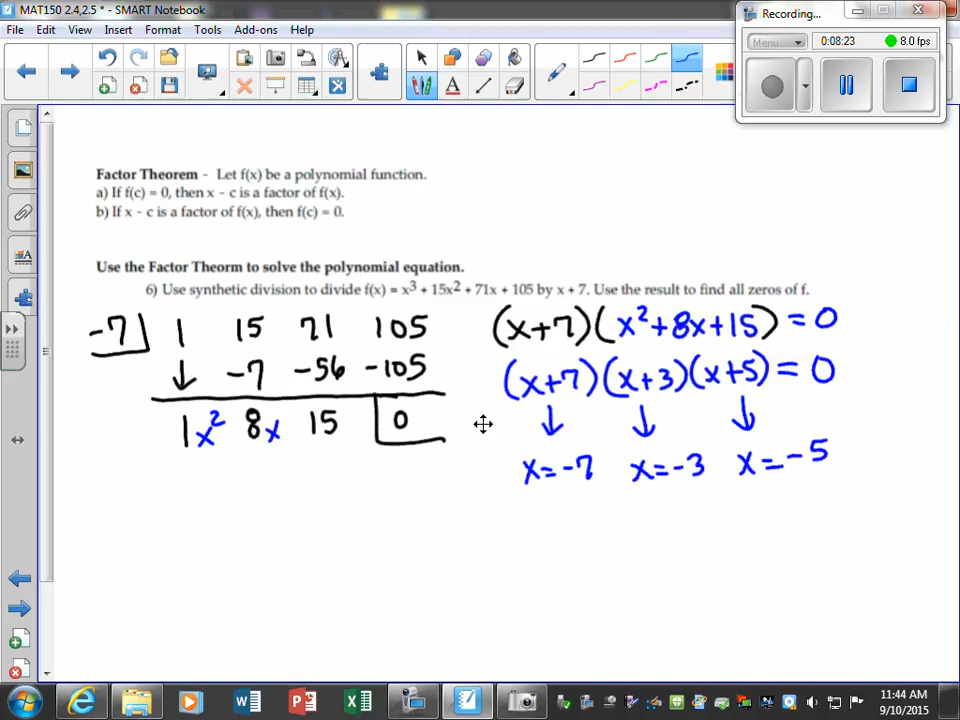 MAT150 2.4,2.5 * - SMART Notebook
File Edit View Insert Format Tools Add-ons Help
Recording...
Menu
0:08:23
8.0 fps
Factor Theorem - Let f(x) be a polynomial function.
a) If f(c) = 0, then x - c is a factor of f(x).
b) If x - c is a factor of f(x), then f(c) = 0.
Use the Factor Theorm to solve the polynomial equation.
6) Use synthetic division to divide f(x) = x³ + 15x² + 71x + 105 by x + 7. Use the result to find all zeros of f.
-7 1 15 71 105
↓ -7 -56 -105
1x² 8x 15 0
(x+7)(x²+8x+15) = 0
(x+7)(x+3)(x+5) = 0
↓ ↓ ↓
x=-7 x=-3 x=-5
11:44 AM
9/10/2015